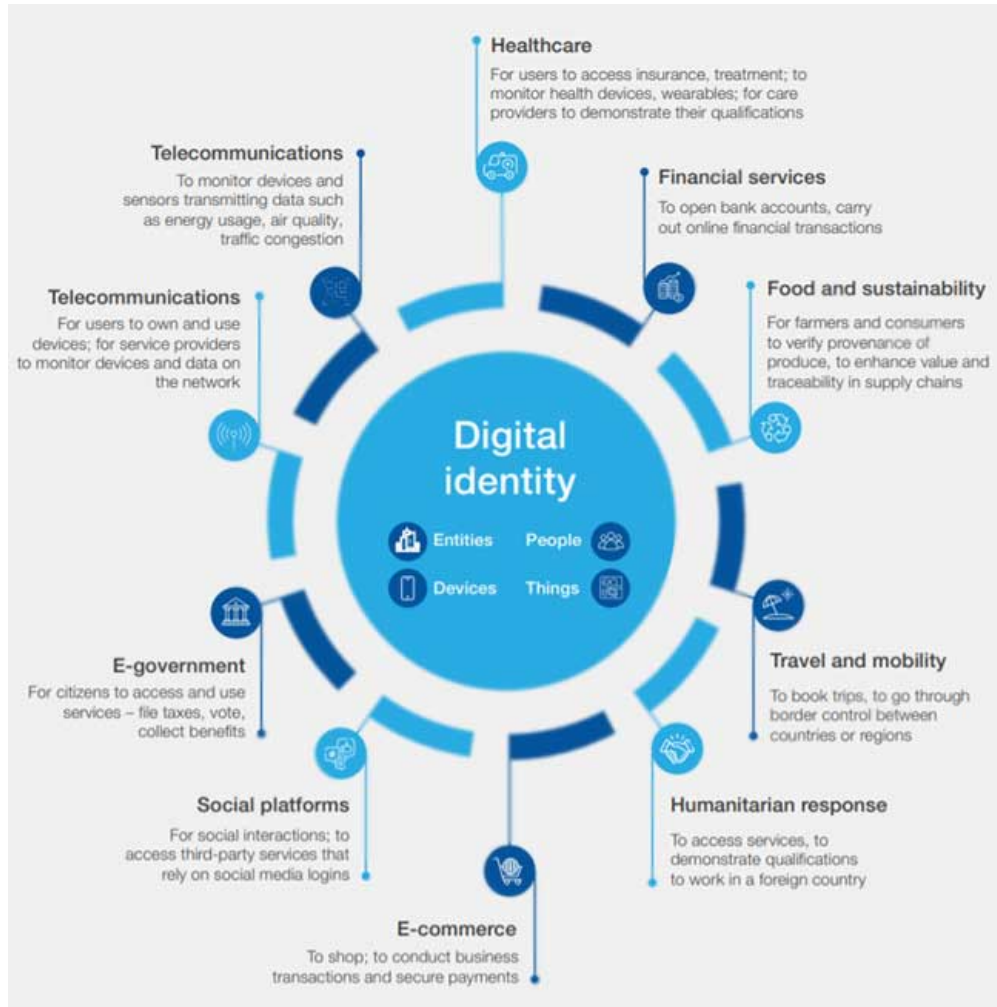 Healthcare
For users to access insurance, treatment; to
monitor health devices, wearables; for care
providers to demonstrate their qualifications
Financial services
To open bank accounts, carry
out online financial transactions
Food and sustainability
For farmers and consumers
to verify provenance of
produce, to enhance value and
traceability in supply chains
Travel and mobility
To book trips, to go through
border control between
countries or regions
Humanitarian response
To access services, to
demonstrate qualifications
to work in a foreign country
E-commerce
To shop; to conduct business
transactions and secure payments
Social platforms
For social interactions; to
access third-party services that
rely on social media logins
E-government
For citizens to access and use
services – file taxes, vote,
collect benefits
Telecommunications
For users to own and use
devices; for service providers
to monitor devices and data on
the network
Telecommunications
To monitor devices and
sensors transmitting data such
as energy usage, air quality,
traffic congestion
Digital
identity
Entities People
Devices Things